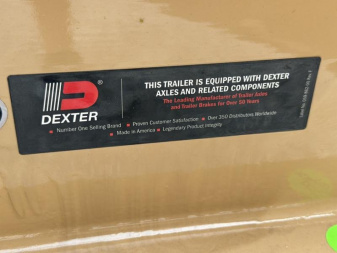 DEXTER
THIS TRAILER IS EQUIPPED WITH DEXTER
AXLES AND RELATED COMPONENTS
The Leading Manufacturer of Trailer Axles
and Trailer Brakes for Over 50 Years
Number One Selling Brand ▪ Proven Customer Satisfaction ▪ Over 350 Distributors Worldwide
▪ Made in America ▪ Legendary Product Integrity